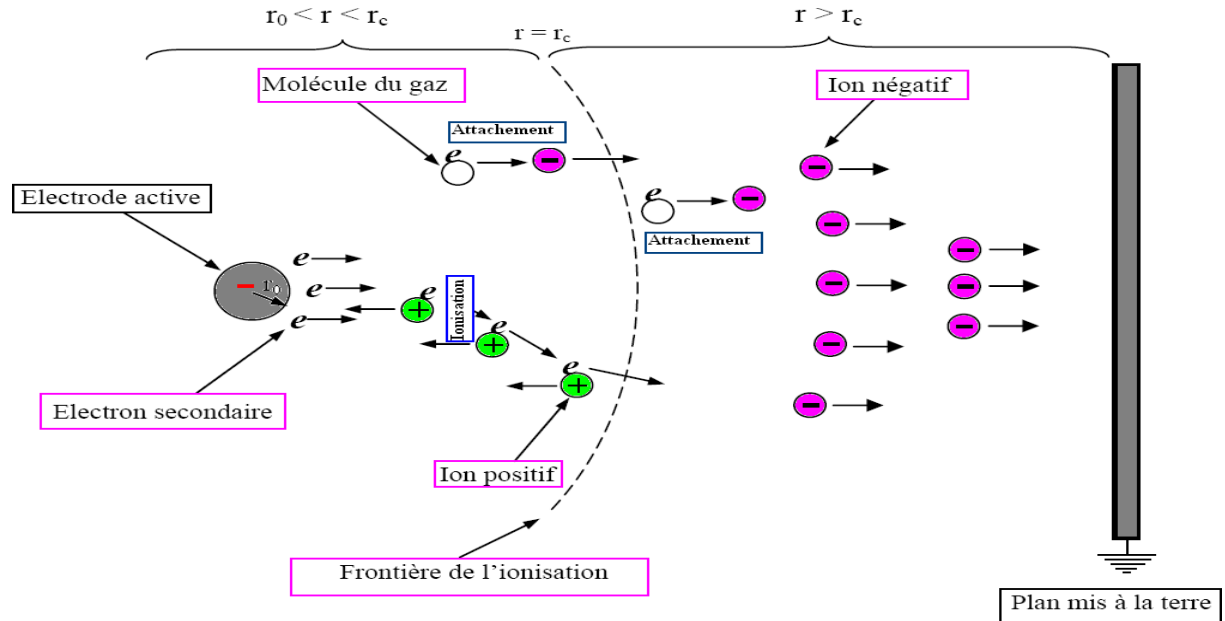 r₀ < r < r_c
r = r_c
r > r_c
Molécule du gaz
Ion négatif
Attachement
e
−
−
Electrode active
e
−
Attachement
−
−
e
−
r₀
e
e
e
+
Ionisation
e
+
−
−
−
−
e
+
−
Electron secondaire
Ion positif
Frontière de l’ionisation
Plan mis à la terre